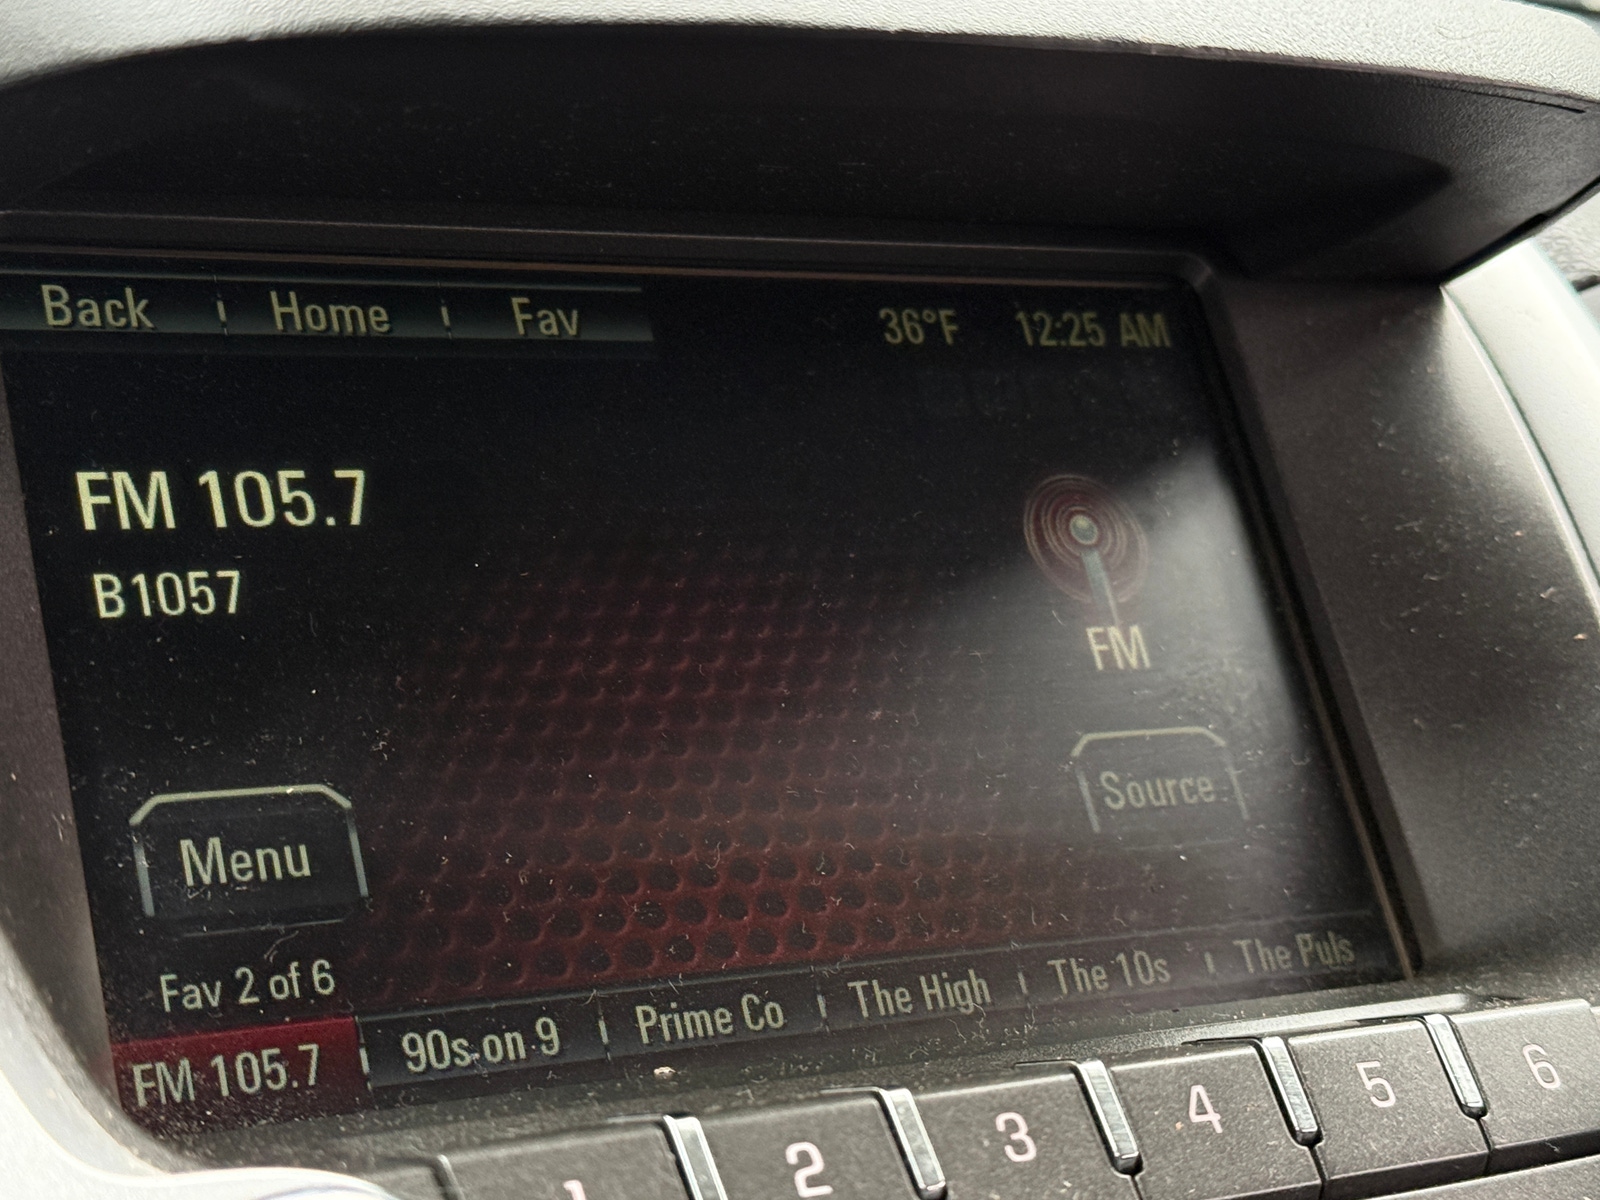 Back Home Fav 36°F 12:25 AM
FM 105.7
B1057
FM
Menu Source
Fav 2 of 6
FM 105.7 90s on 9 Prime Co The High The 10s The Puls
1 2 3 4 5 6